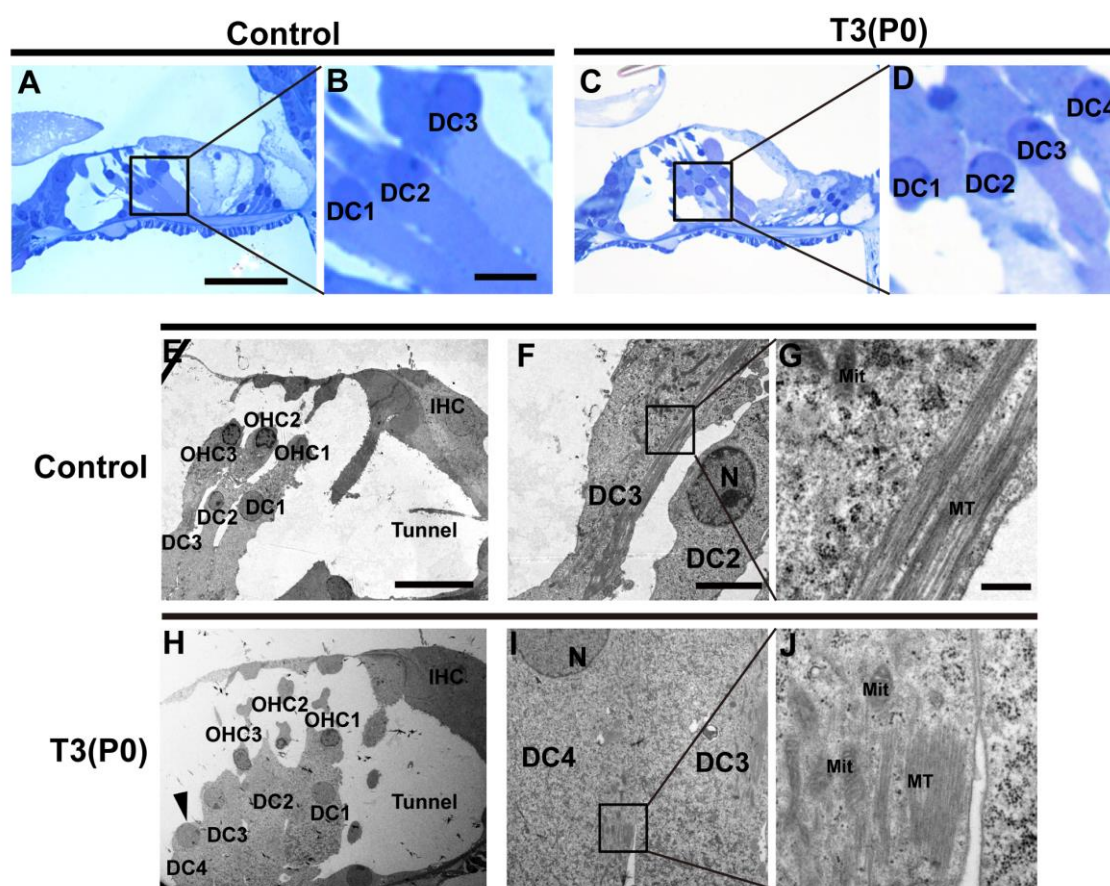 Control
T3(P0)
A
B
DC3
DC2
DC1
C
D
DC4
DC3
DC1
DC2
Control
E
IHC
OHC2
OHC3
OHC1
DC2
DC1
DC3
Tunnel
F
DC3
N
DC2
G
Mit
MT
T3(P0)
H
IHC
OHC2
OHC1
OHC3
DC2
DC1
DC3
DC4
Tunnel
I
N
DC4
DC3
J
Mit
Mit
MT